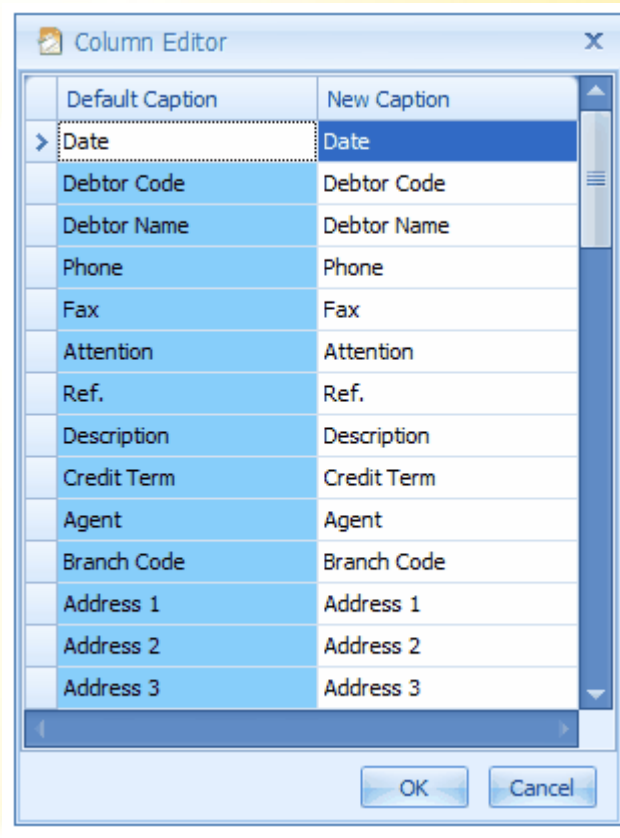 Column Editor
Default Caption New Caption
Date Date
Debtor Code Debtor Code
Debtor Name Debtor Name
Phone Phone
Fax Fax
Attention Attention
Ref. Ref.
Description Description
Credit Term Credit Term
Agent Agent
Branch Code Branch Code
Address 1 Address 1
Address 2 Address 2
Address 3 Address 3
OK Cancel